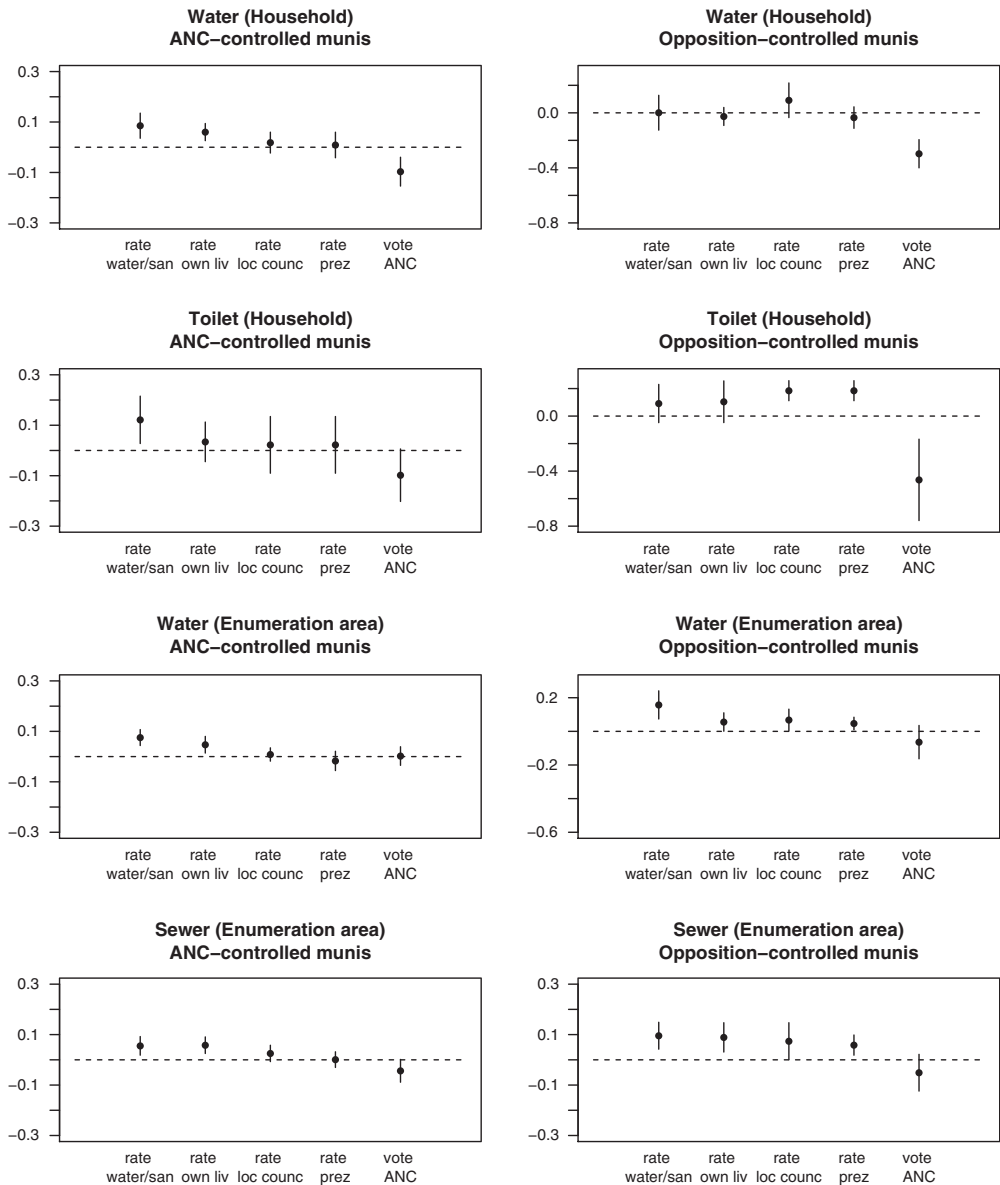 Water (Household)
ANC−controlled munis
0.3
0.1
−0.1
−0.3
rate rate rate rate vote
water/san own liv loc counc prez ANC
Water (Household)
Opposition−controlled munis
0.0
−0.4
−0.8
rate rate rate rate vote
water/san own liv loc counc prez ANC
Toilet (Household)
ANC−controlled munis
0.3
0.1
−0.1
−0.3
rate rate rate rate vote
water/san own liv loc counc prez ANC
Toilet (Household)
Opposition−controlled munis
0.0
−0.4
−0.8
rate rate rate rate vote
water/san own liv loc counc prez ANC
Water (Enumeration area)
ANC−controlled munis
0.3
0.1
−0.1
−0.3
rate rate rate rate vote
water/san own liv loc counc prez ANC
Water (Enumeration area)
Opposition−controlled munis
0.2
−0.2
−0.6
rate rate rate rate vote
water/san own liv loc counc prez ANC
Sewer (Enumeration area)
ANC−controlled munis
0.3
0.1
−0.1
−0.3
rate rate rate rate vote
water/san own liv loc counc prez ANC
Sewer (Enumeration area)
Opposition−controlled munis
0.3
0.1
−0.1
−0.3
rate rate rate rate vote
water/san own liv loc counc prez ANC